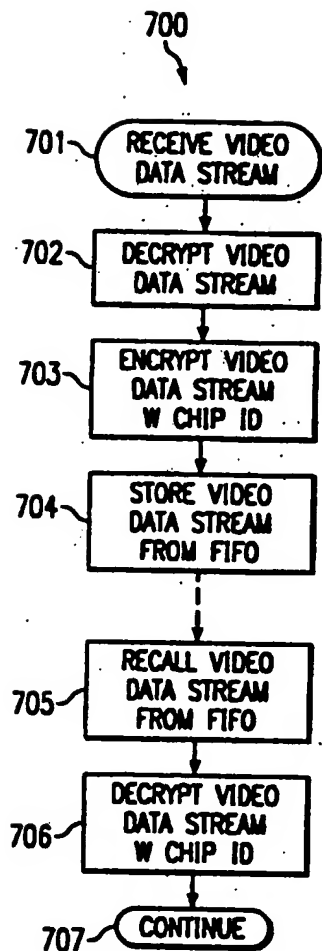 700
701
RECEIVE VIDEO
DATA STREAM
702
DECRYPT VIDEO
DATA STREAM
703
ENCRYPT VIDEO
DATA STREAM
W CHIP ID
704
STORE VIDEO
DATA STREAM
FROM FIFO
705
RECALL VIDEO
DATA STREAM
FROM FIFO
706
DECRYPT VIDEO
DATA STREAM
W CHIP ID
707
CONTINUE